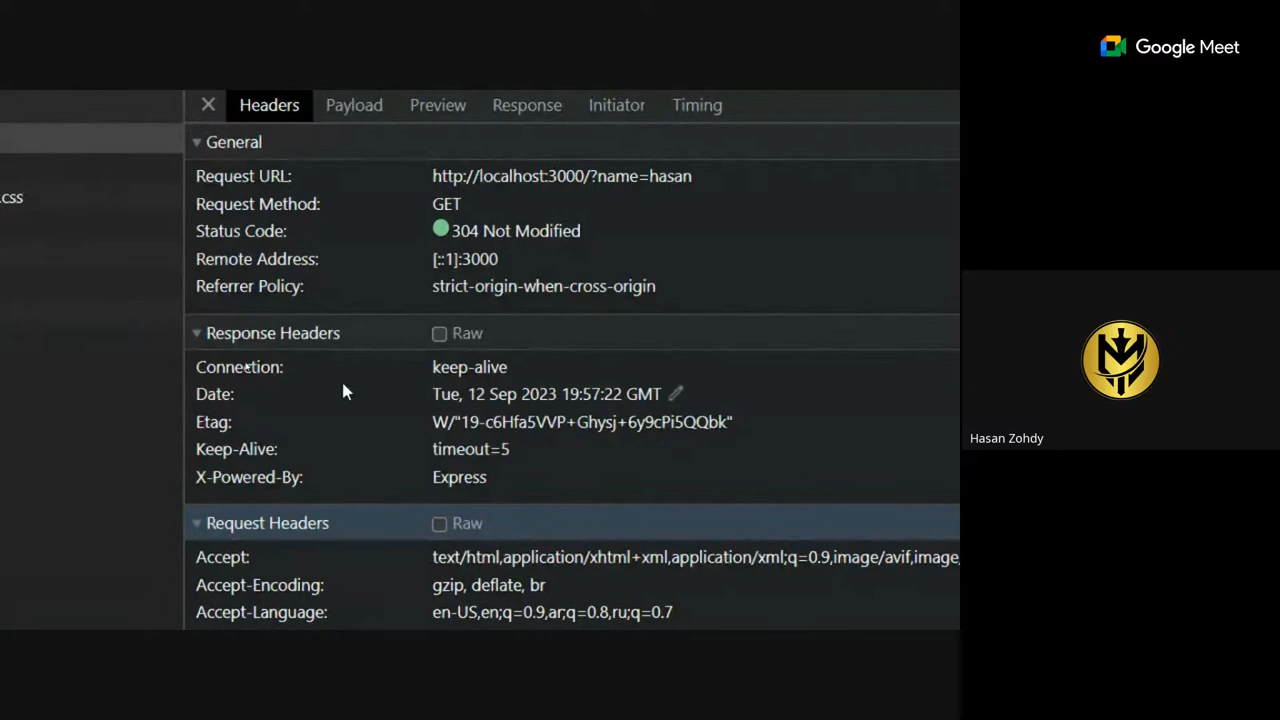 Google Meet
Headers Payload Preview Response Initiator Timing
General
.css
Request URL: http://localhost:3000/?name=hasan
Request Method: GET
Status Code: 304 Not Modified
Remote Address: [::1]:3000
Referrer Policy: strict-origin-when-cross-origin
Response Headers Raw
Connection: keep-alive
Date: Tue, 12 Sep 2023 19:57:22 GMT
Etag: W/"19-c6Hfa5VVP+Ghysj+6y9cPi5QQbk"
Keep-Alive: timeout=5
X-Powered-By: Express
Request Headers Raw
Accept: text/html,application/xhtml+xml,application/xml;q=0.9,image/avif,image,
Accept-Encoding: gzip, deflate, br
Accept-Language: en-US,en;q=0.9,ar;q=0.8,ru;q=0.7
Hasan Zohdy